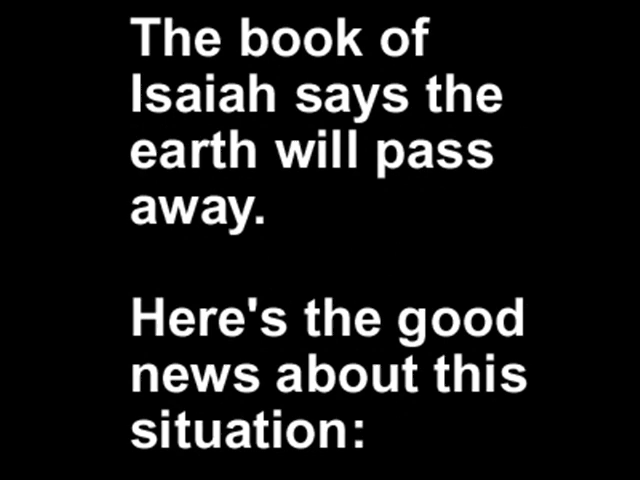 The book of
Isaiah says the
earth will pass
away.
Here's the good
news about this
situation: